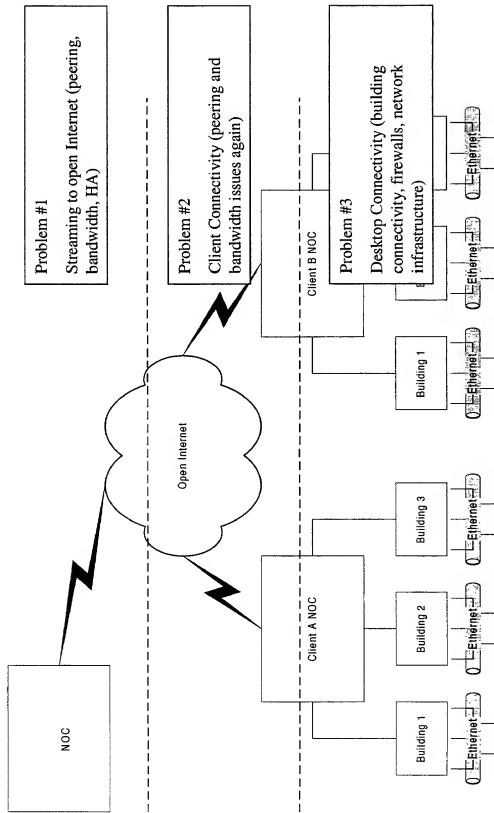 NOC
Problem #1
Streaming to open Internet (peering,
bandwidth, HA)
Open Internet
Problem #2
Client Connectivity (peering and
bandwidth issues again)
Client A NOC
Client B NOC
Problem #3
Desktop Connectivity (building
connectivity, firewalls, network
infrastructure)
Building 1
Building 2
Building 3
Building 1
Ethernet
Ethernet
Ethernet
Ethernet
Ethernet
Ethernet